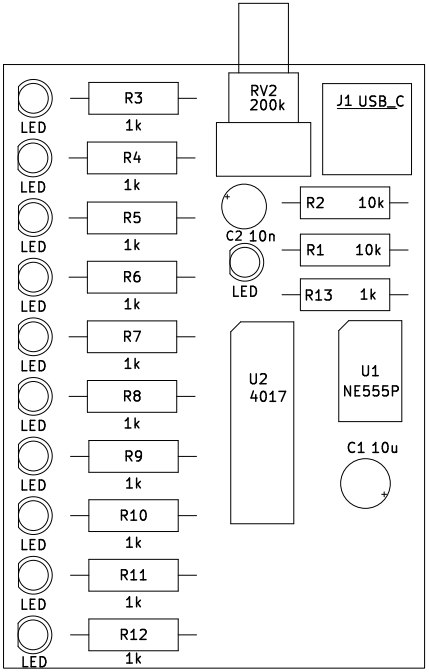 RV2
200k
J1 USB_C
R3
1k
LED
R4
1k
LED
R5
1k
LED
R6
1k
LED
R7
1k
LED
R8
1k
LED
R9
1k
LED
R10
1k
LED
R11
1k
LED
R12
1k
LED
C2 10n
LED
R2 10k
R1 10k
R13 1k
U2
4017
U1
NE555P
C1 10u